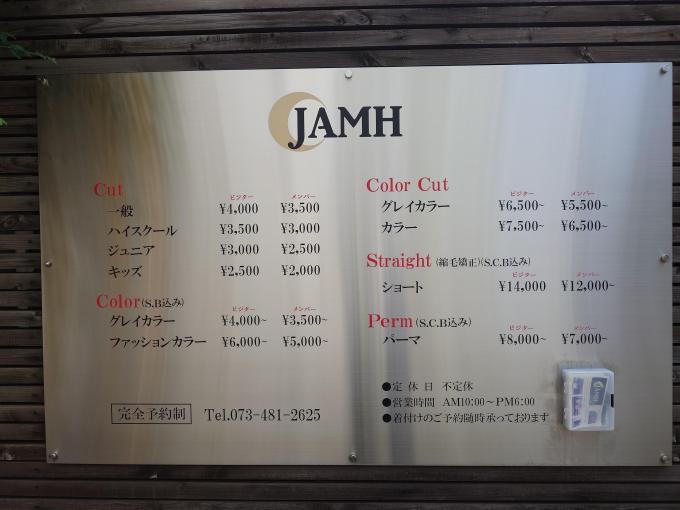 JAMH
Cut
ビジター メンバー
一般 ¥4,000 ¥3,500
ハイスクール ¥3,500 ¥3,000
ジュニア ¥3,000 ¥2,500
キッズ ¥2,500 ¥2,000
Color(S.B込み)
ビジター メンバー
グレイカラー ¥4,000~ ¥3,500~
ファッションカラー ¥6,000~ ¥5,000~
完全予約制 Tel.073-481-2625
Color Cut
ビジター メンバー
グレイカラー ¥6,500~ ¥5,500~
カラー ¥7,500~ ¥6,500~
Straight(縮毛矯正)(S.C.B込み)
ビジター メンバー
ショート ¥14,000 ¥12,000~
Perm(S.C.B込み)
ビジター メンバー
パーマ ¥8,000~ ¥7,000~
●定休日 不定休
●営業時間 AM10:00~PM6:00
●着付けのご予約随時承っております